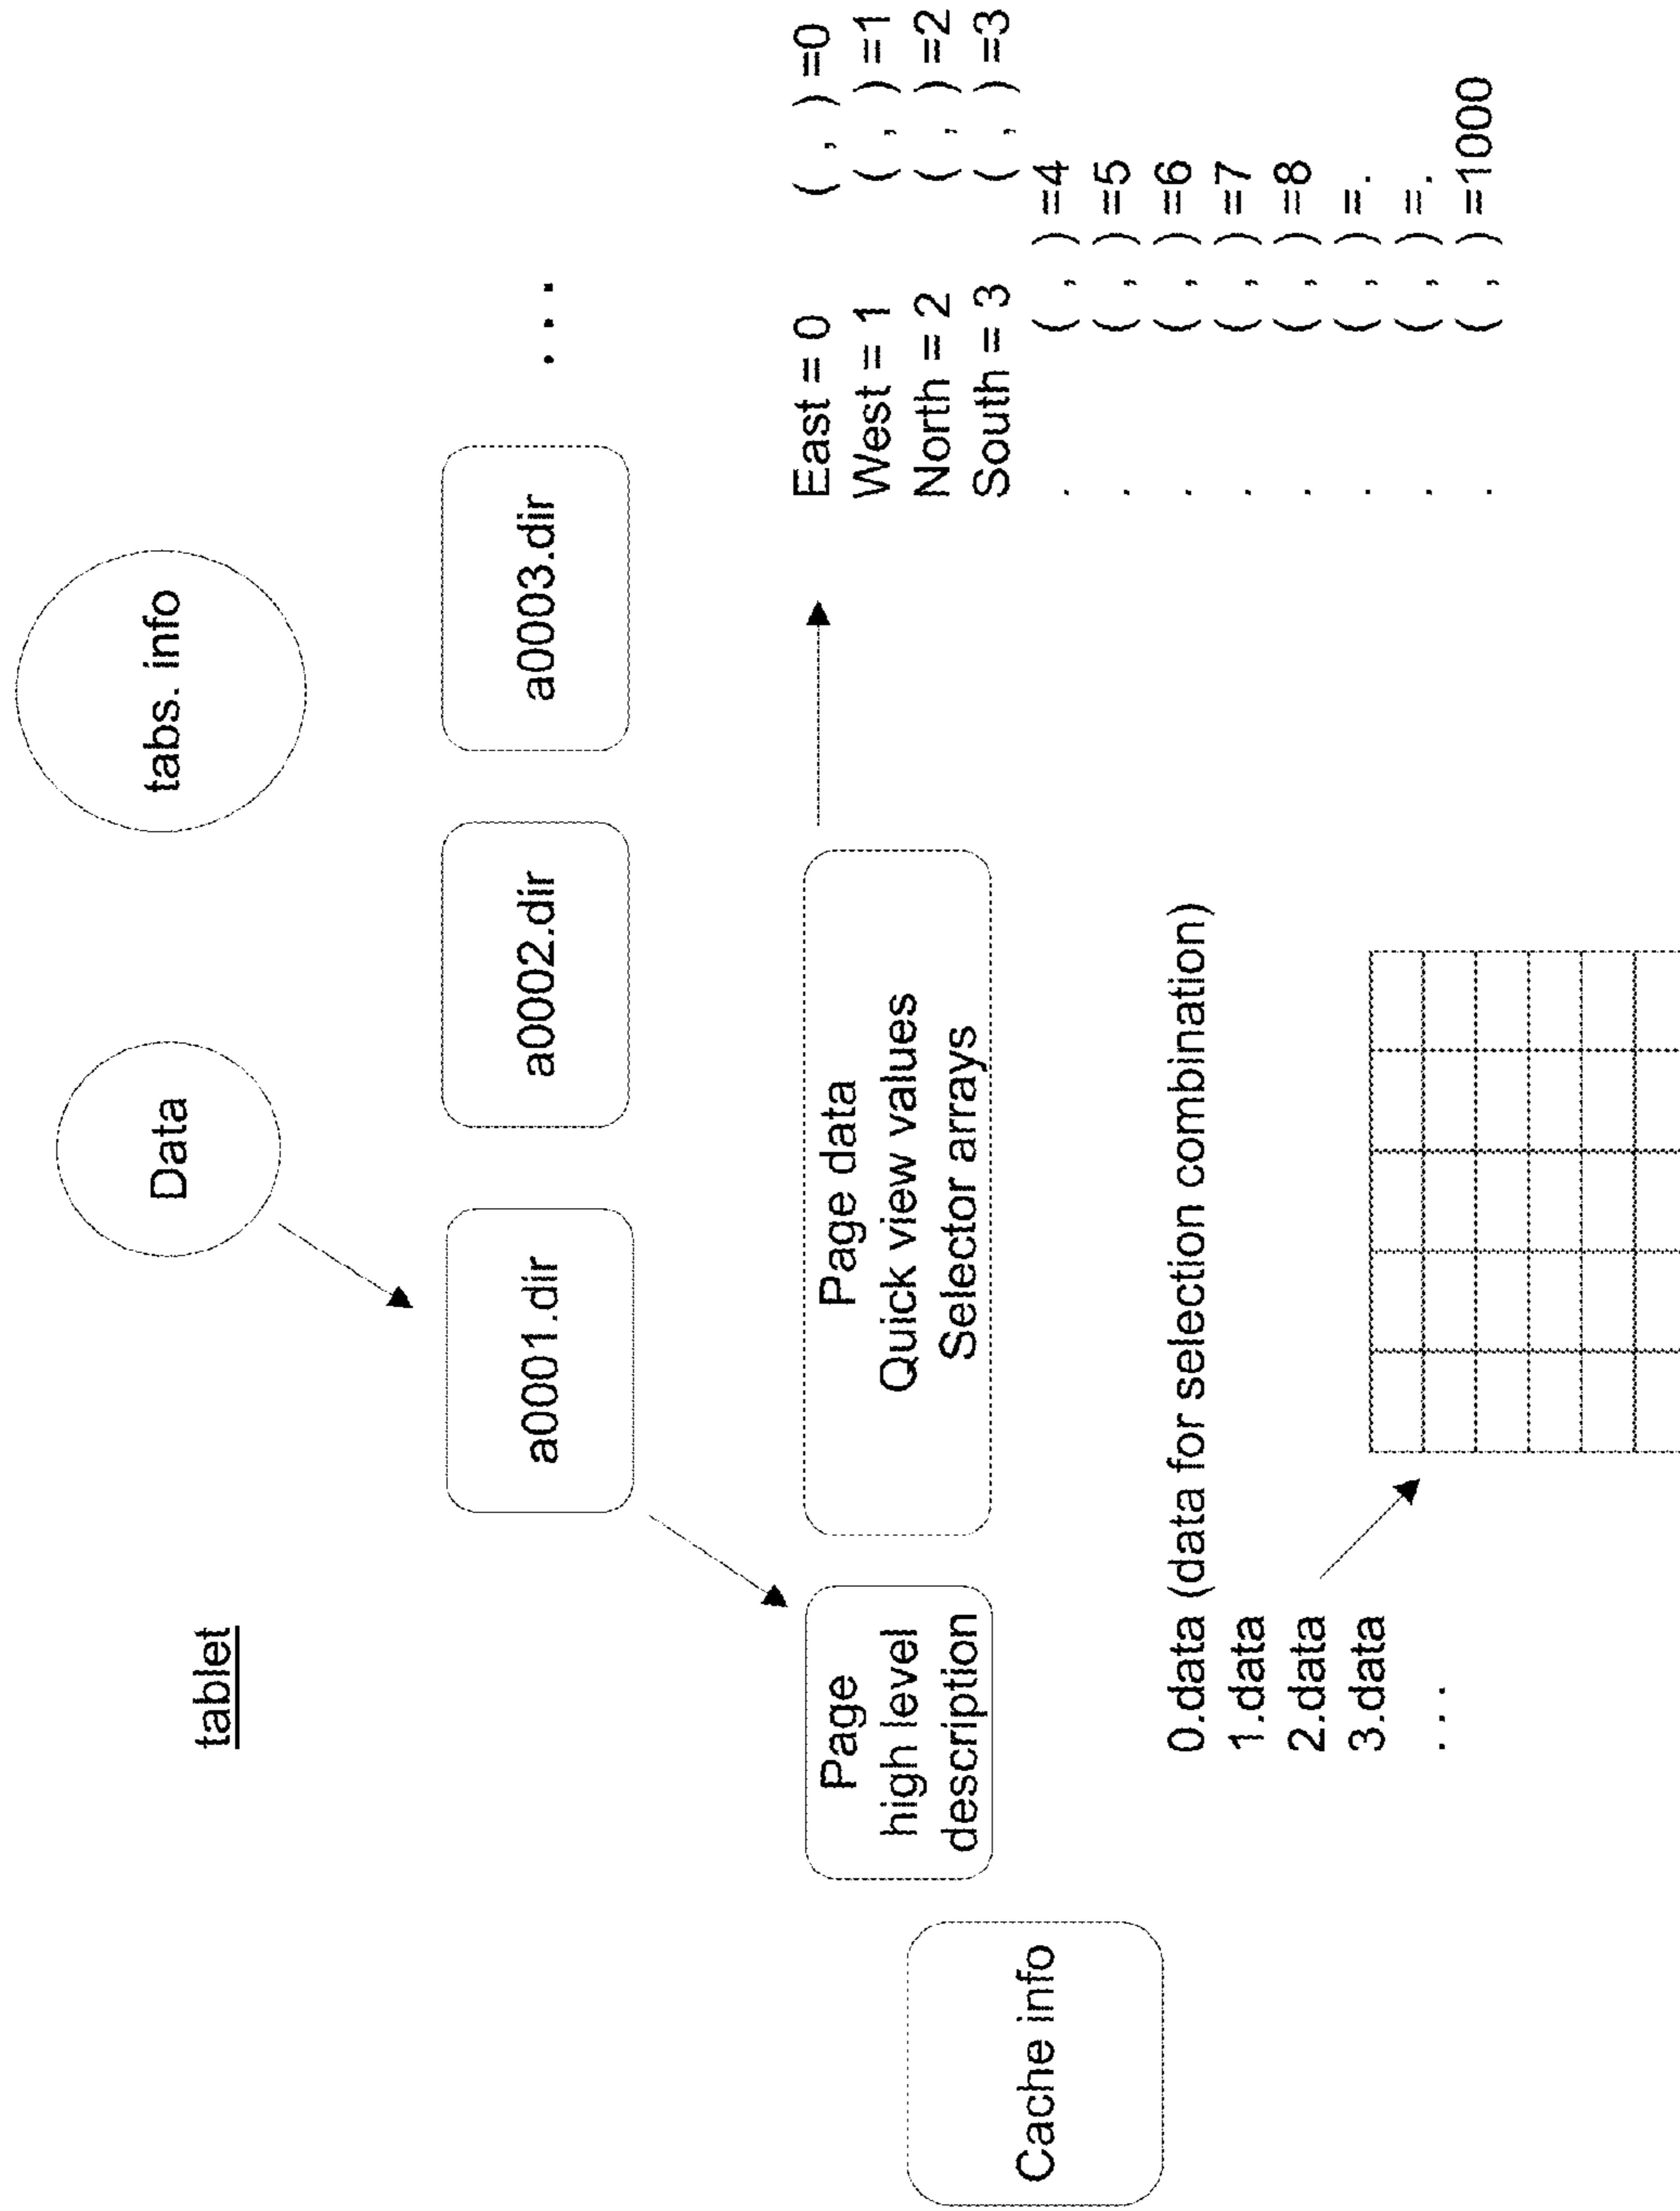 tablet
Data
tabs. info
a0001.dir
a0002.dir
a0003.dir
. . .
Cache info
Page
high level
description
Page data
Quick view values
Selector arrays
East = 0 ( , ) =0
West = 1 ( , ) =1
North = 2 ( , ) =2
South = 3 ( , ) =3
. ( , ) =4
. ( , ) =5
. ( , ) =6
. ( , ) =7
. ( , ) =8
. ( , ) =.
. ( , ) =.
. ( , ) =1000
0.data (data for selection combination)
1.data
2.data
3.data
. . .